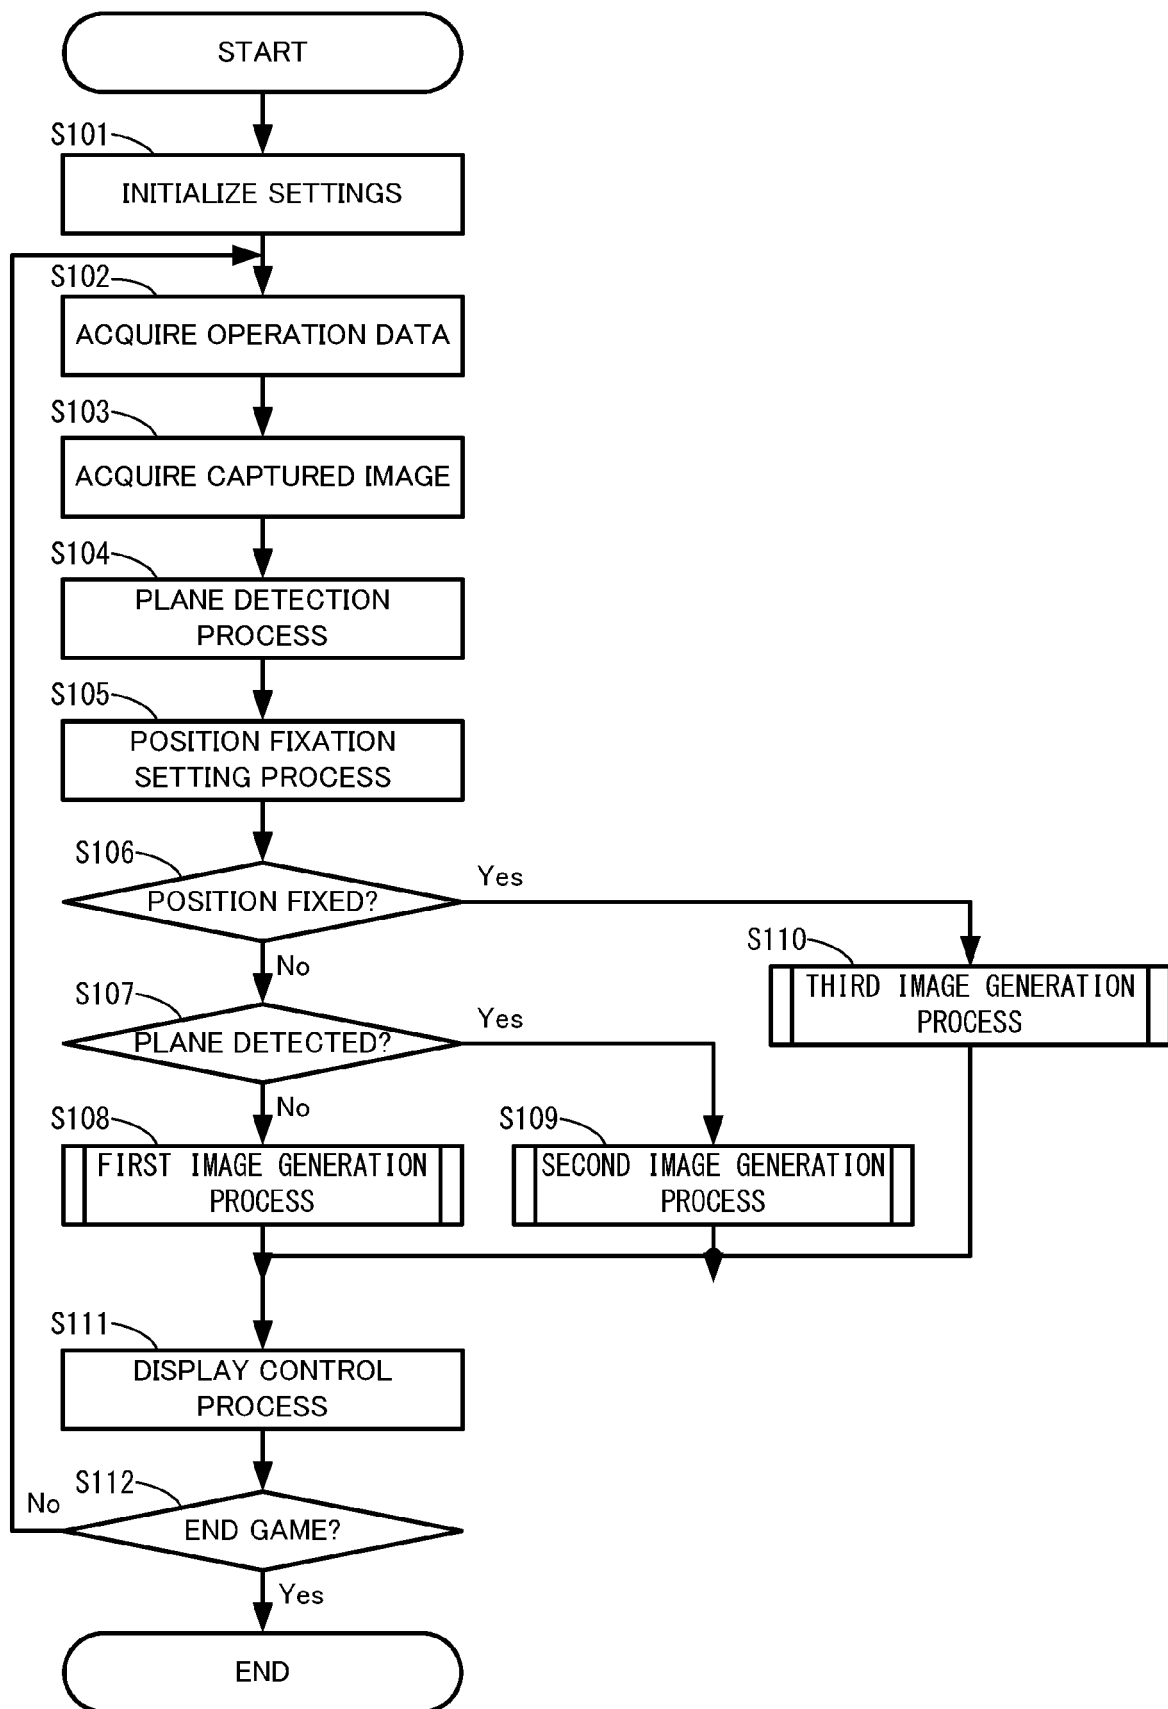 START
S101
INITIALIZE SETTINGS
S102
ACQUIRE OPERATION DATA
S103
ACQUIRE CAPTURED IMAGE
S104
PLANE DETECTION
PROCESS
S105
POSITION FIXATION
SETTING PROCESS
S106
POSITION FIXED?
Yes
No
S110
THIRD IMAGE GENERATION
PROCESS
S107
PLANE DETECTED?
Yes
No
S108
FIRST IMAGE GENERATION
PROCESS
S109
SECOND IMAGE GENERATION
PROCESS
S111
DISPLAY CONTROL
PROCESS
S112
No
END GAME?
Yes
END